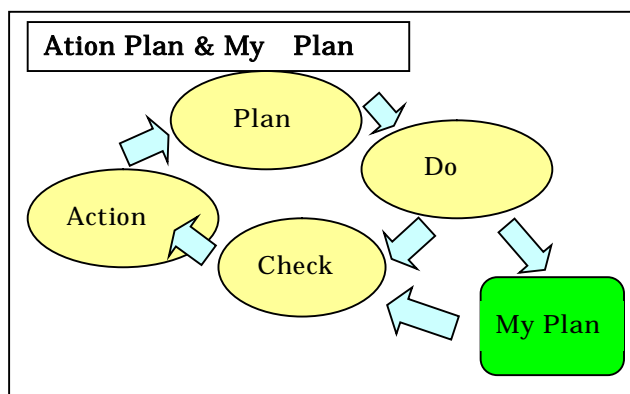 Ation Plan & My Plan
Plan
Do
Action
Check
My Plan